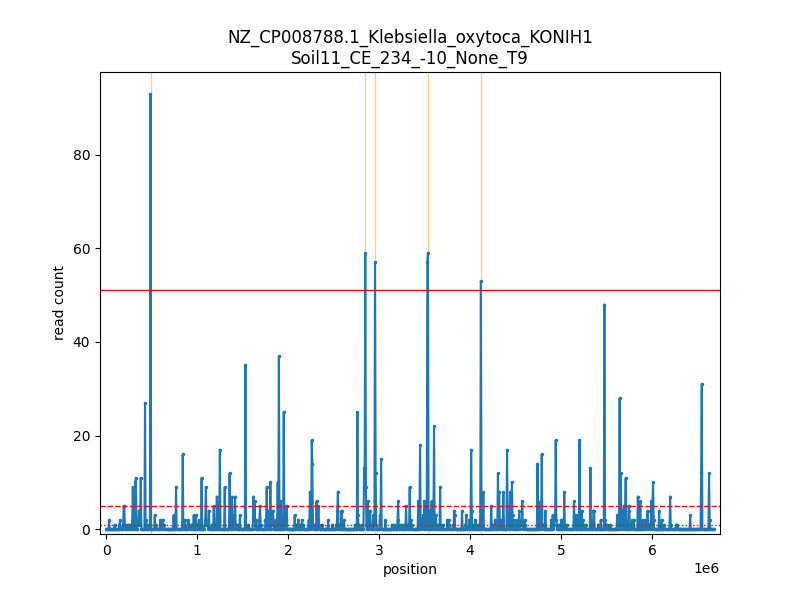 NZ_CP008788.1_Klebsiella_oxytoca_KONIH1
Soil11_CE_234_-10_None_T9
80
60
40
20
0
read count
0 1 2 3 4 5 6
1e6
position